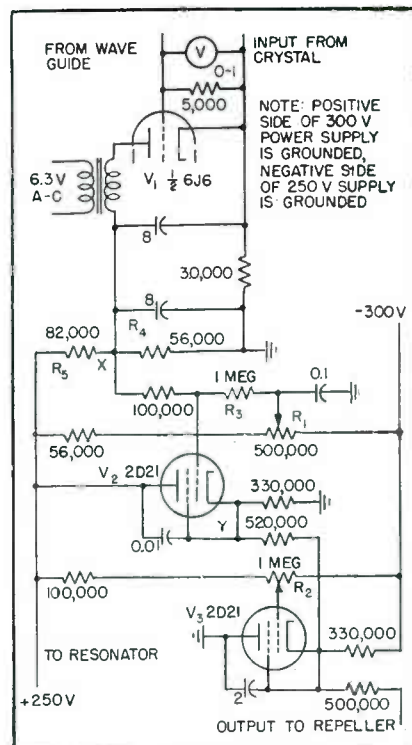 FROM WAVE
GUIDE
INPUT FROM
CRYSTAL
V
0-1
5,000
NOTE: POSITIVE
SIDE OF 300 V
POWER SUPPLY
IS GROUNDED,
NEGATIVE SIDE
OF 250 V SUPPLY
IS GROUNDED
V1 ½ 6J6
6.3 V
A-C
8
30,000
8
-300V
82,000
R4
56,000
R5
X
1 MEG
0.1
100,000
R3
R1
56,000
500,000
V2 2D21
330,000
Y
520,000
0.01
1 MEG
100,000
R2
V3 2D21
330,000
TO RESONATOR
2
+250V
500,000
OUTPUT TO REPELLER